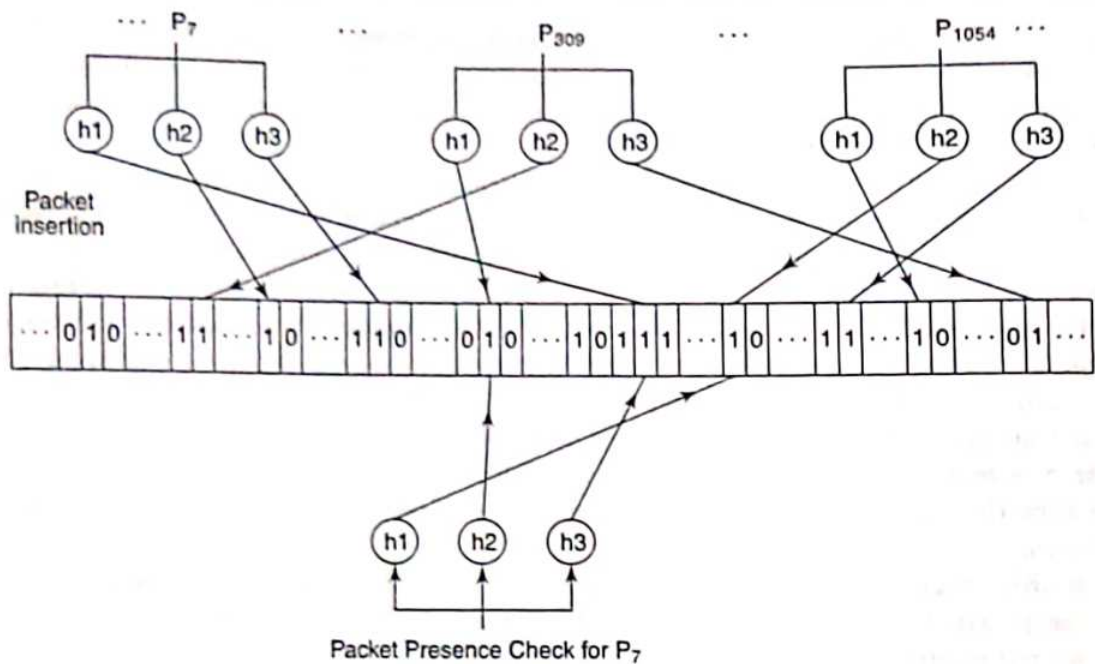 ... P7 ... P309 ... P1054 ...
h1 h2 h3 h1 h2 h3 h1 h2 h3
Packet
Insertion
... 0 1 0 ... 1 1 ... 1 0 ... 1 1 0 ... 0 1 0 ... 1 0 1 1 1 ... 1 0 ... 1 1 ... 1 0 ... 0 1 ...
h1 h2 h3
Packet Presence Check for P7